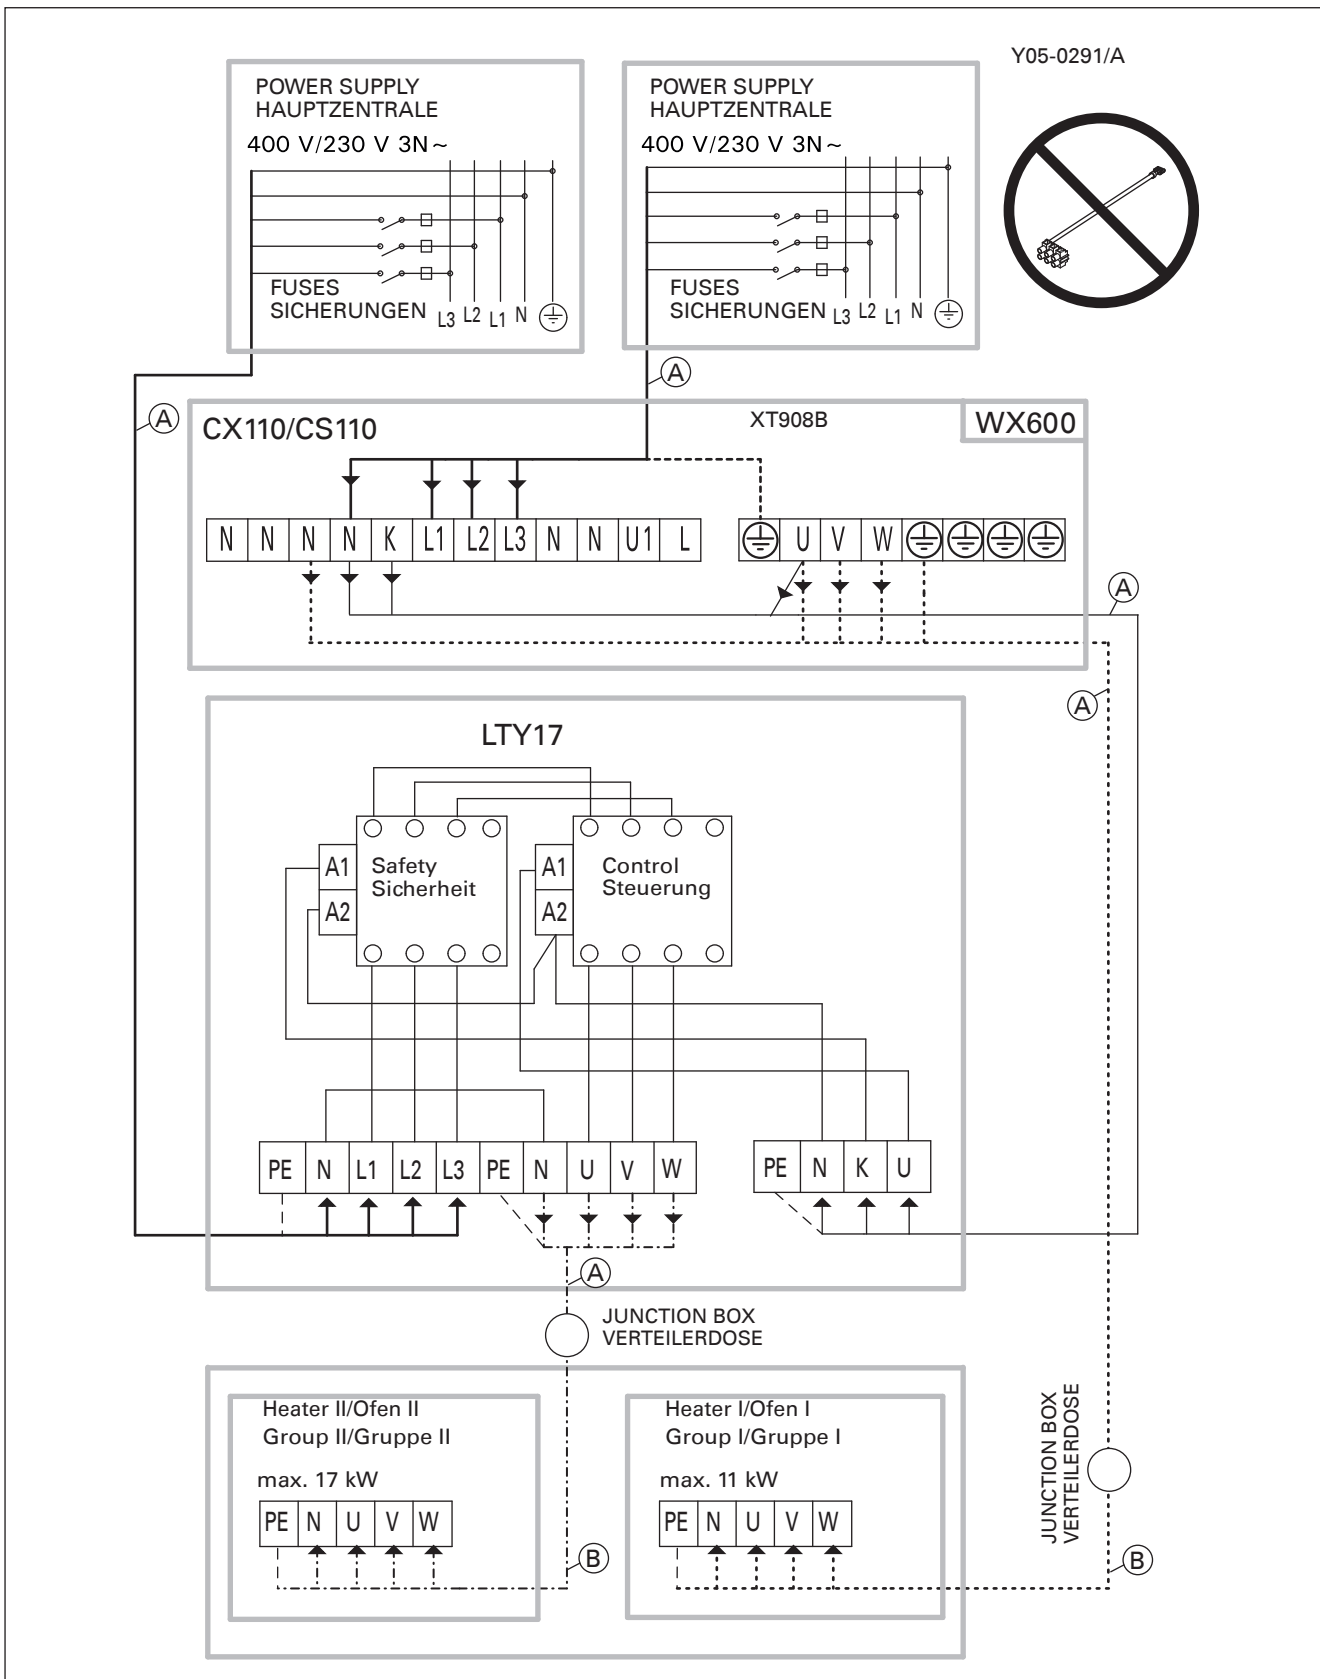 Y05-0291/A
POWER SUPPLY
HAUPTZENTRALE
400 V/230 V 3N~
FUSES
SICHERUNGEN
L3 L2 L1 N
POWER SUPPLY
HAUPTZENTRALE
400 V/230 V 3N~
FUSES
SICHERUNGEN
L3 L2 L1 N
A
A
CX110/CS110
XT908B
WX600
N N N N K L1 L2 L3 N N U1 L
U V W
A
A
LTY17
A1
A2
Safety
Sicherheit
A1
A2
Control
Steuerung
PE N L1 L2 L3 PE N U V W
PE N K U
A
JUNCTION BOX
VERTEILERDOSE
Heater II/Ofen II
Group II/Gruppe II
max. 17 kW
PE N U V W
B
Heater I/Ofen I
Group I/Gruppe I
max. 11 kW
PE N U V W
JUNCTION BOX
VERTEILERDOSE
B